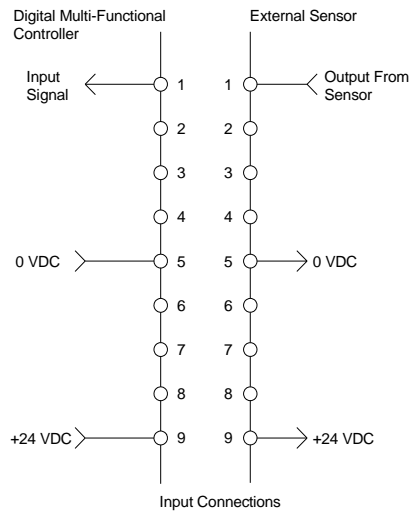 Digital Multi-Functional
Controller
External Sensor
Input
Signal
1
1
Output From
Sensor
2
2
3
3
4
4
0 VDC
5
5
0 VDC
6
6
7
7
8
8
+24 VDC
9
9
+24 VDC
Input Connections